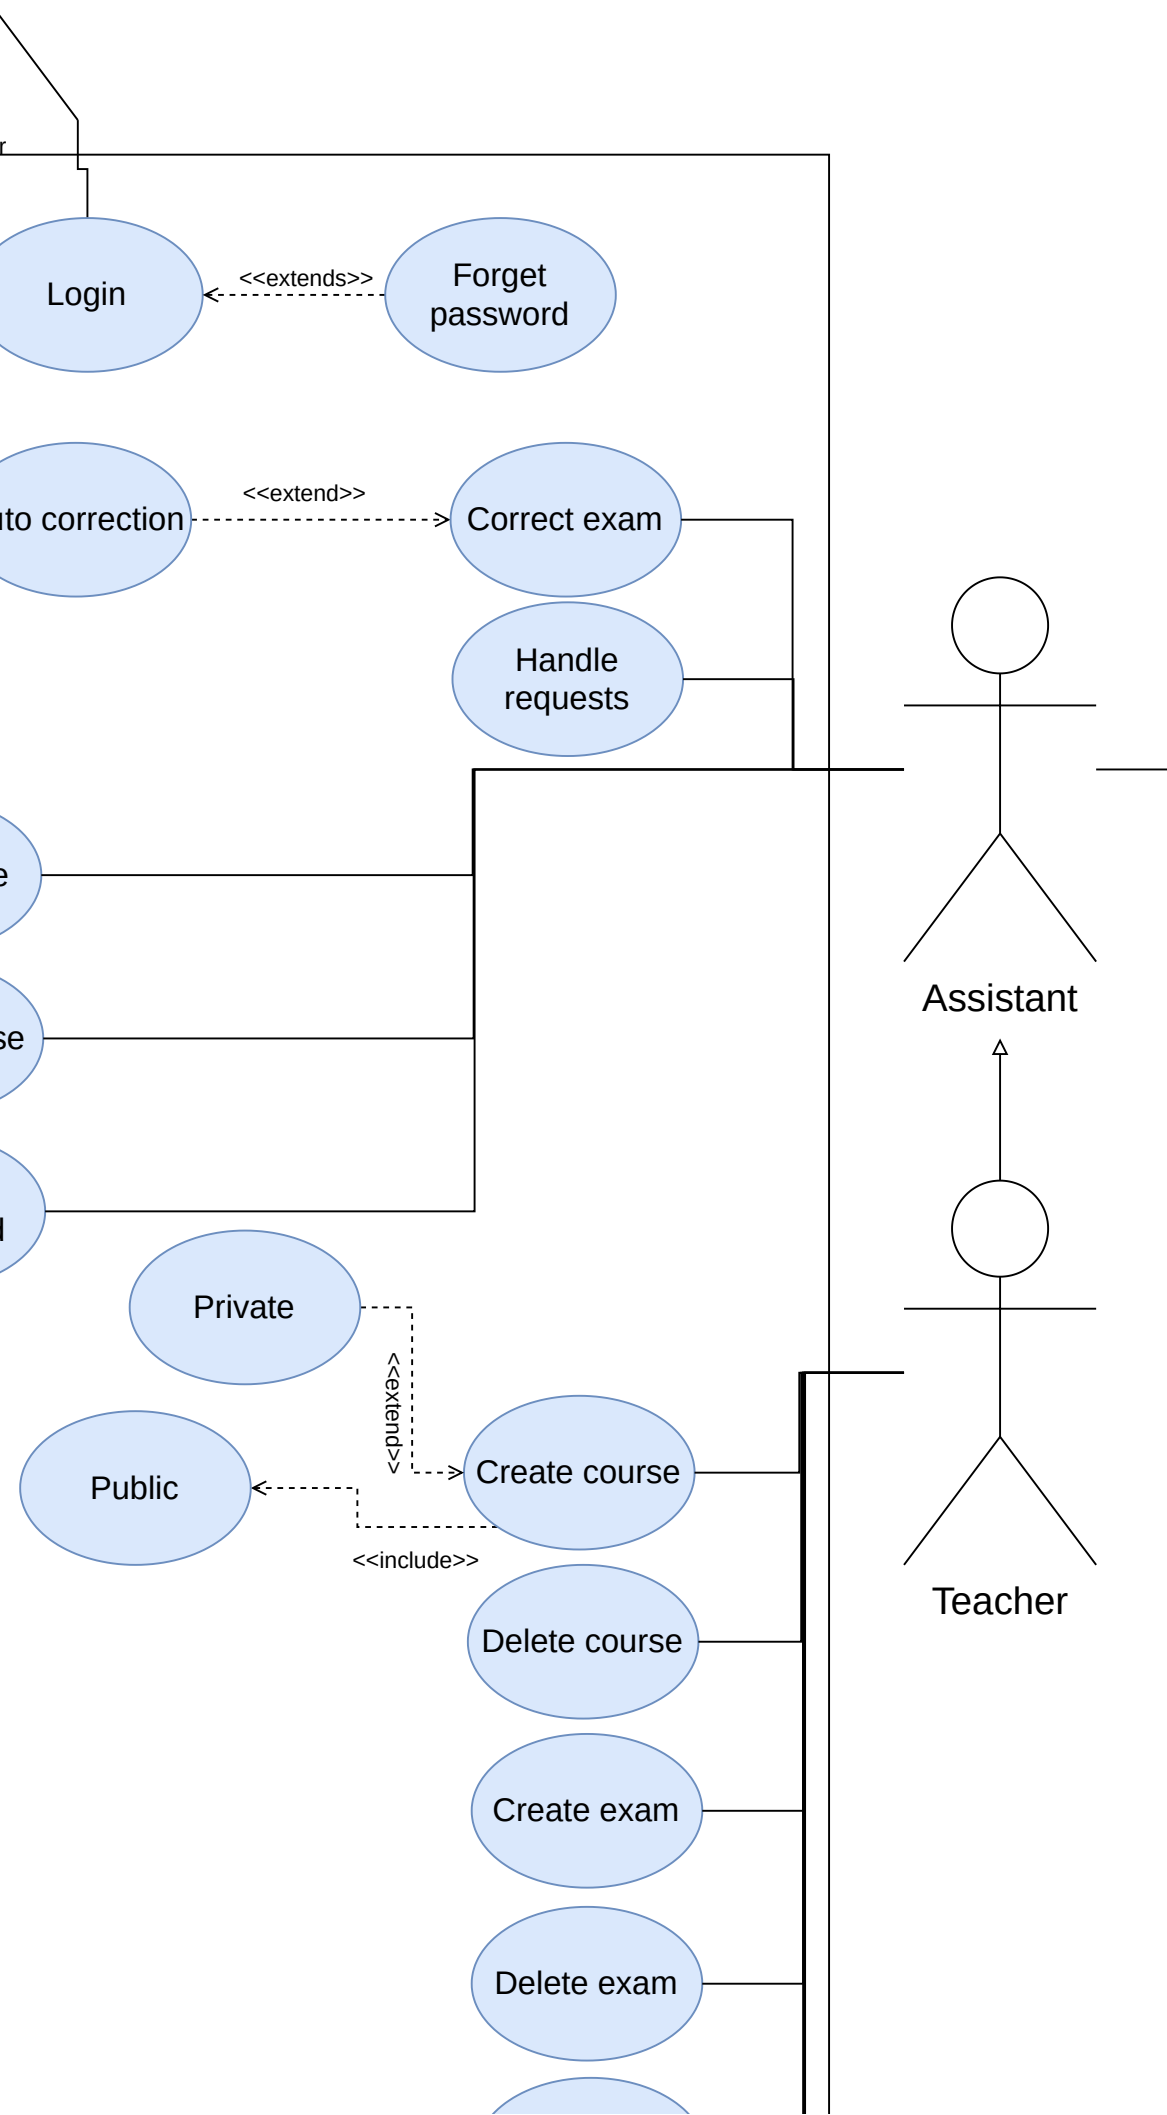 Login
<<extends>>
Forget
password
correction
<<extend>>
Correct exam
Handle
requests
Assistant
Private
<<extend>>
Public
Create course
<<include>>
Delete course
Teacher
Create exam
Delete exam